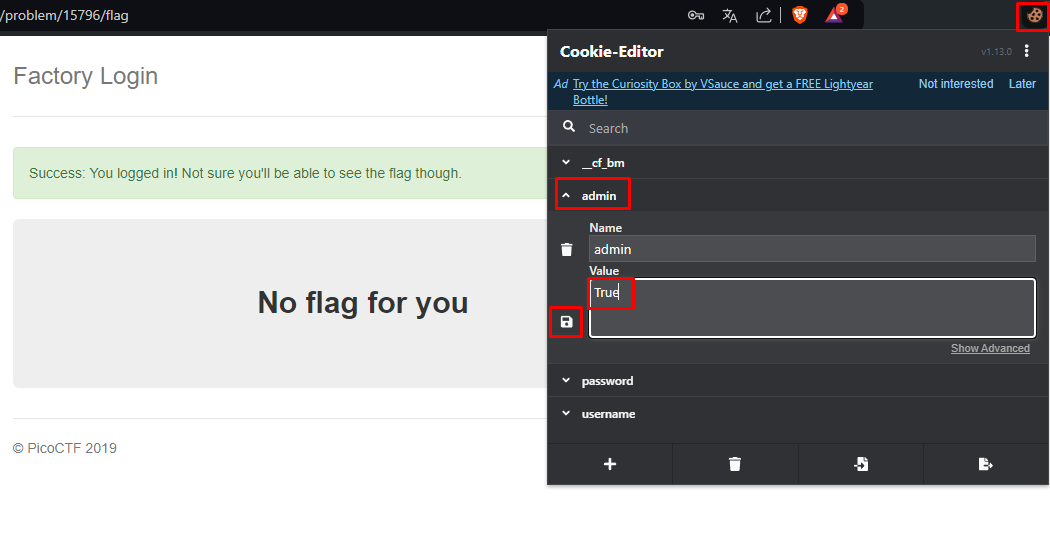 /problem/15796/flag
2
Factory Login
Success: You logged in! Not sure you'll be able to see the flag though.
No flag for you
© PicoCTF 2019
Cookie-Editor
v1.13.0
Ad Try the Curiosity Box by VSauce and get a FREE Lightyear
Bottle!
Not interested Later
Search
__cf_bm
admin
Name
admin
Value
True
Show Advanced
password
username